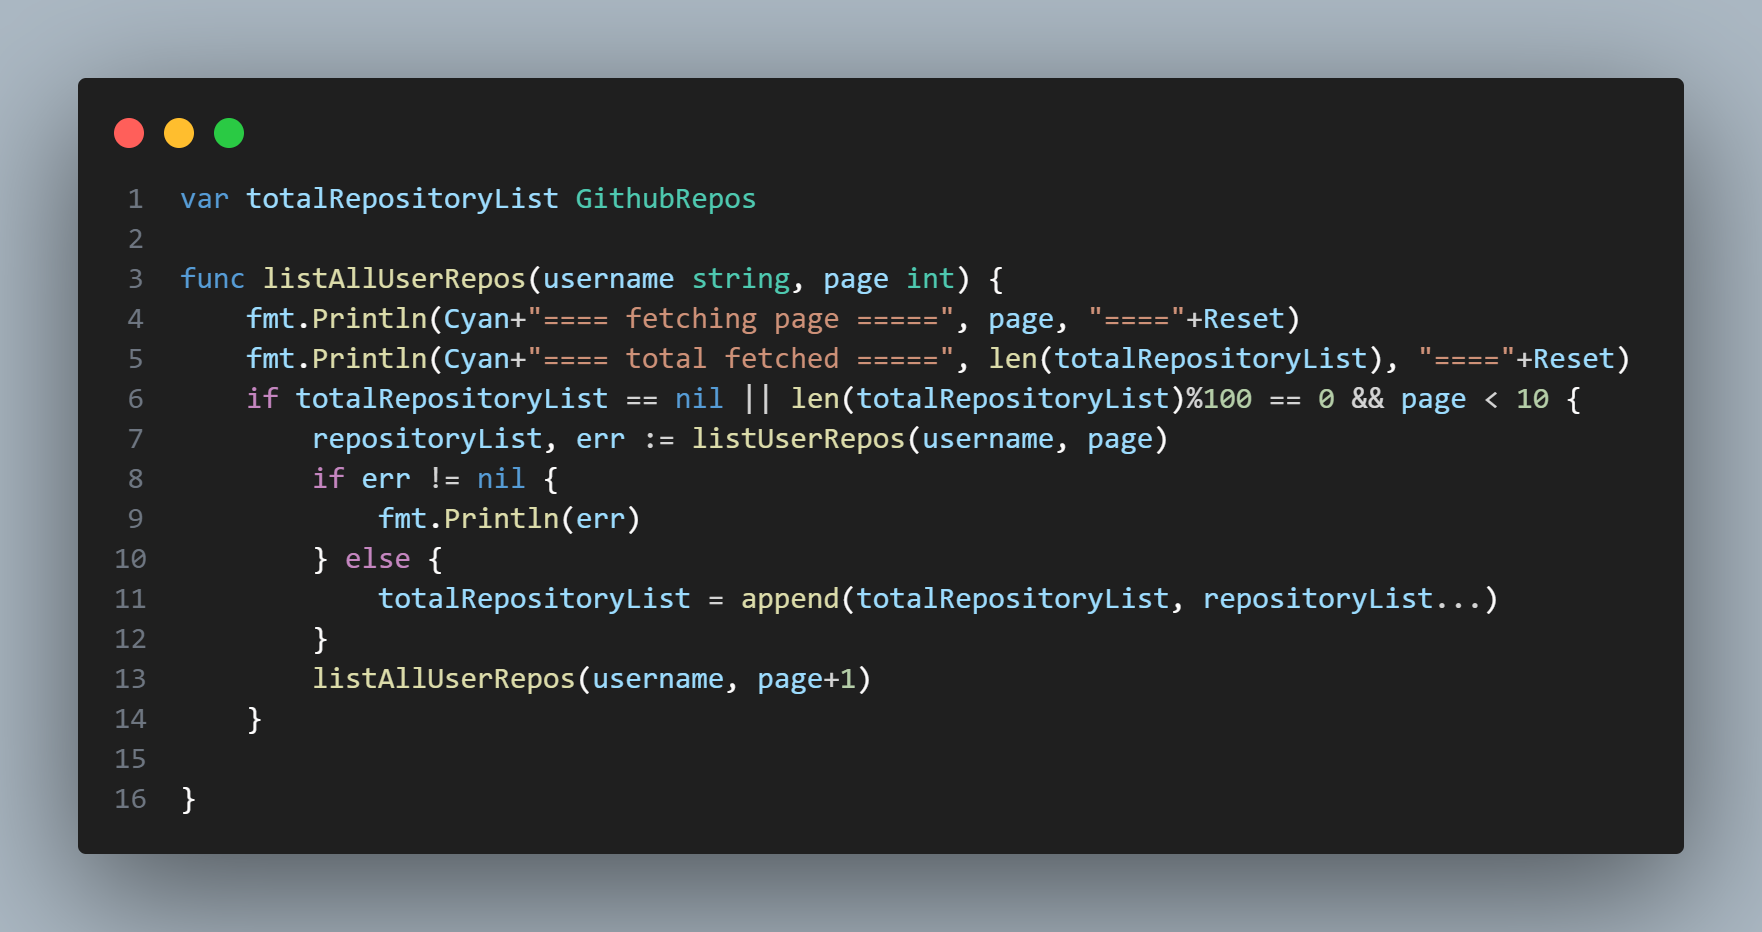 1 var totalRepositoryList GithubRepos
2
3 func listAllUserRepos(username string, page int) {
4     fmt.Println(Cyan+"==== fetching page =====", page, "===="+Reset)
5     fmt.Println(Cyan+"==== total fetched =====", len(totalRepositoryList), "===="+Reset)
6     if totalRepositoryList == nil || len(totalRepositoryList)%100 == 0 && page < 10 {
7         repositoryList, err := listUserRepos(username, page)
8         if err != nil {
9             fmt.Println(err)
10         } else {
11             totalRepositoryList = append(totalRepositoryList, repositoryList...)
12         }
13         listAllUserRepos(username, page+1)
14     }
15
16 }